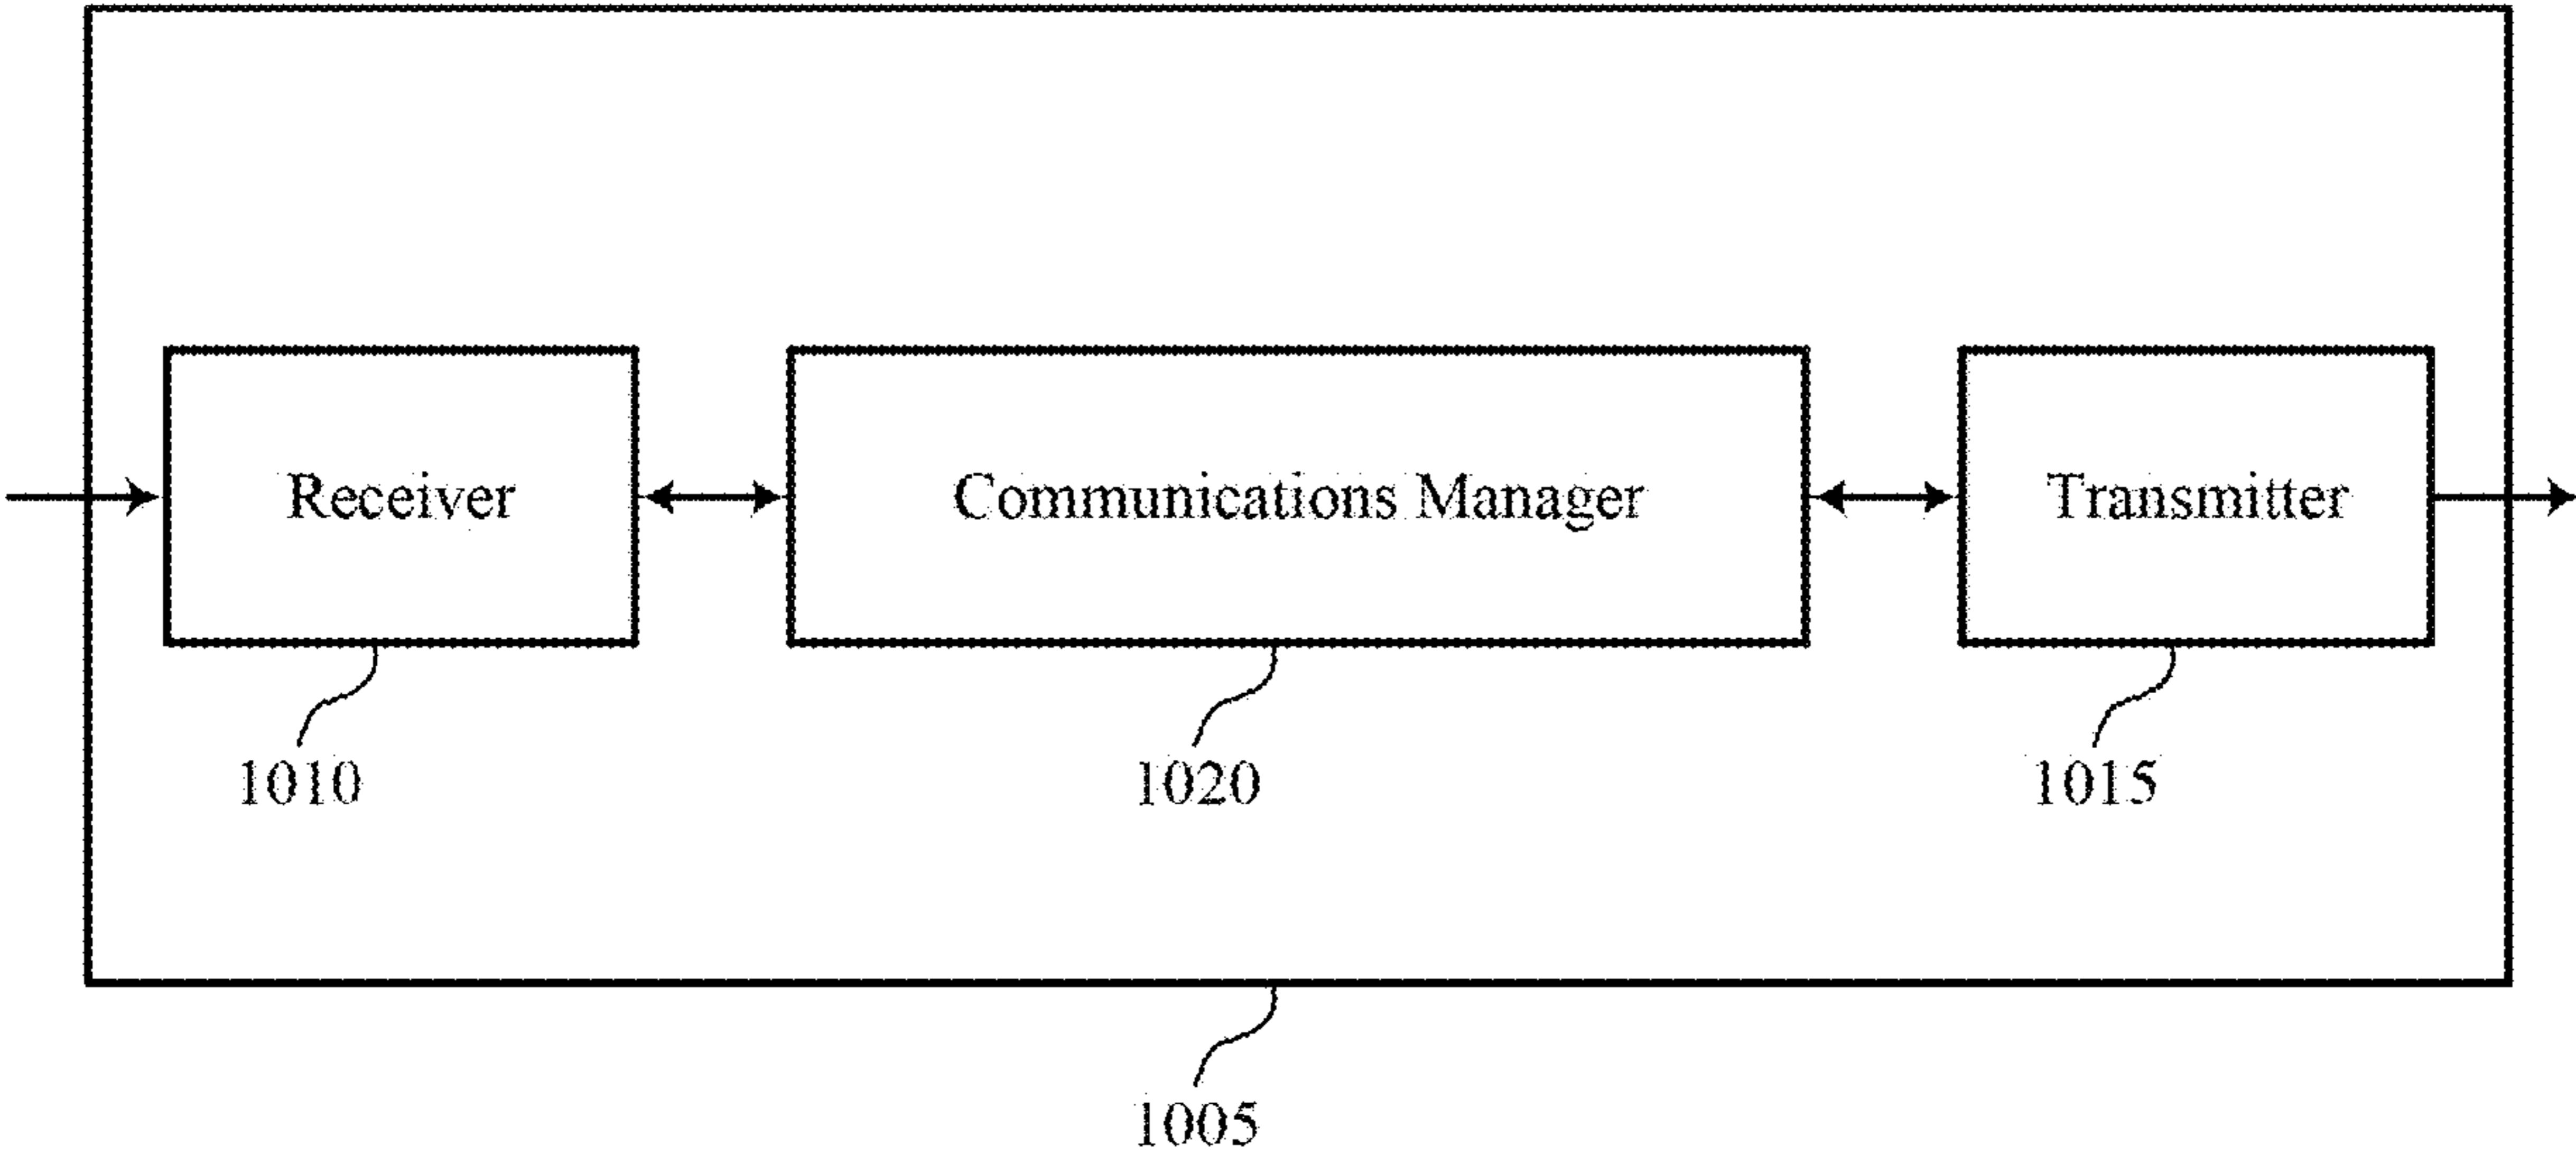 Receiver
Communications Manager
Transmitter
1010
1020
1015
1005